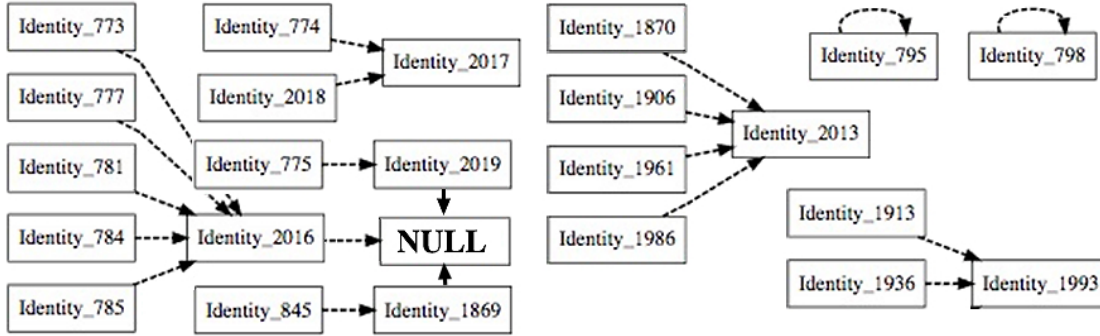 Identity_773
Identity_774
Identity_2017
Identity_777
Identity_2018
Identity_781
Identity_775
Identity_2019
Identity_784
Identity_2016
NULL
Identity_785
Identity_845
Identity_1869
Identity_1870
Identity_1906
Identity_2013
Identity_1961
Identity_1986
Identity_795
Identity_798
Identity_1913
Identity_1936
Identity_1993